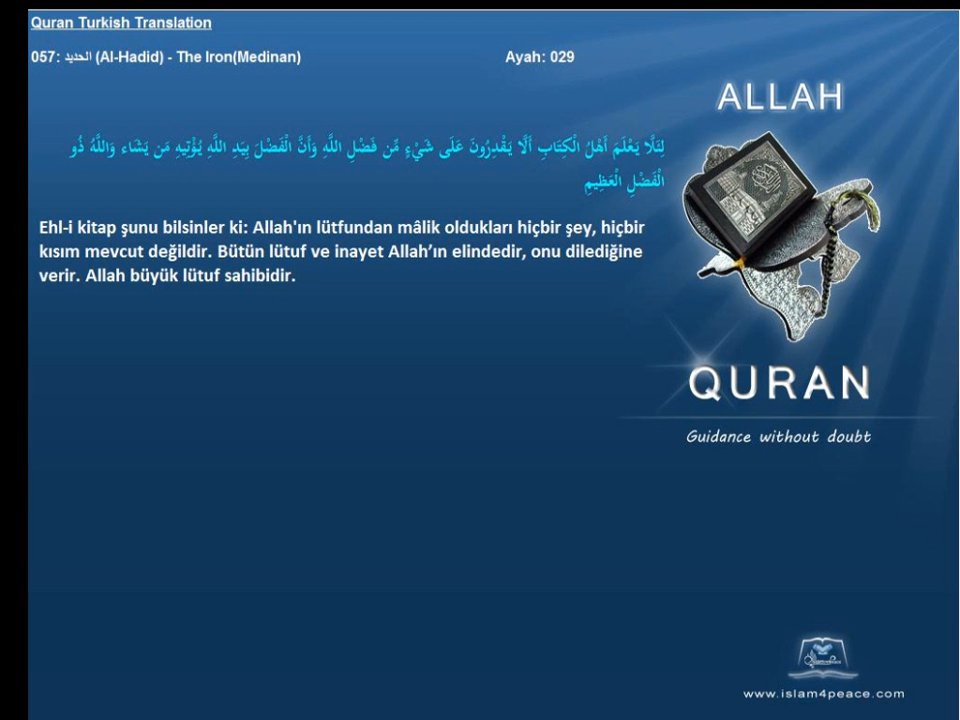 Quran Turkish Translation
057: الحديد (Al-Hadid) - The Iron(Medinan)
Ayah: 029
ALLAH
لِئَلَّا يَعْلَمَ أَهْلُ الْكِتَابِ أَلَّا يَقْدِرُونَ عَلَى شَيْءٍ مِّن فَضْلِ اللَّهِ وَأَنَّ الْفَضْلَ بِيَدِ اللَّهِ يُؤْتِيهِ مَن يَشَاء وَاللَّهُ ذُو
الْفَضْلِ الْعَظِيمِ
Ehl-i kitap şunu bilsinler ki: Allah'ın lütfundan mâlik oldukları hiçbir şey, hiçbir
kısım mevcut değildir. Bütün lütuf ve inayet Allah’ın elindedir, onu dilediğine
verir. Allah büyük lütuf sahibidir.
QURAN
Guidance without doubt
www.islam4peace.com